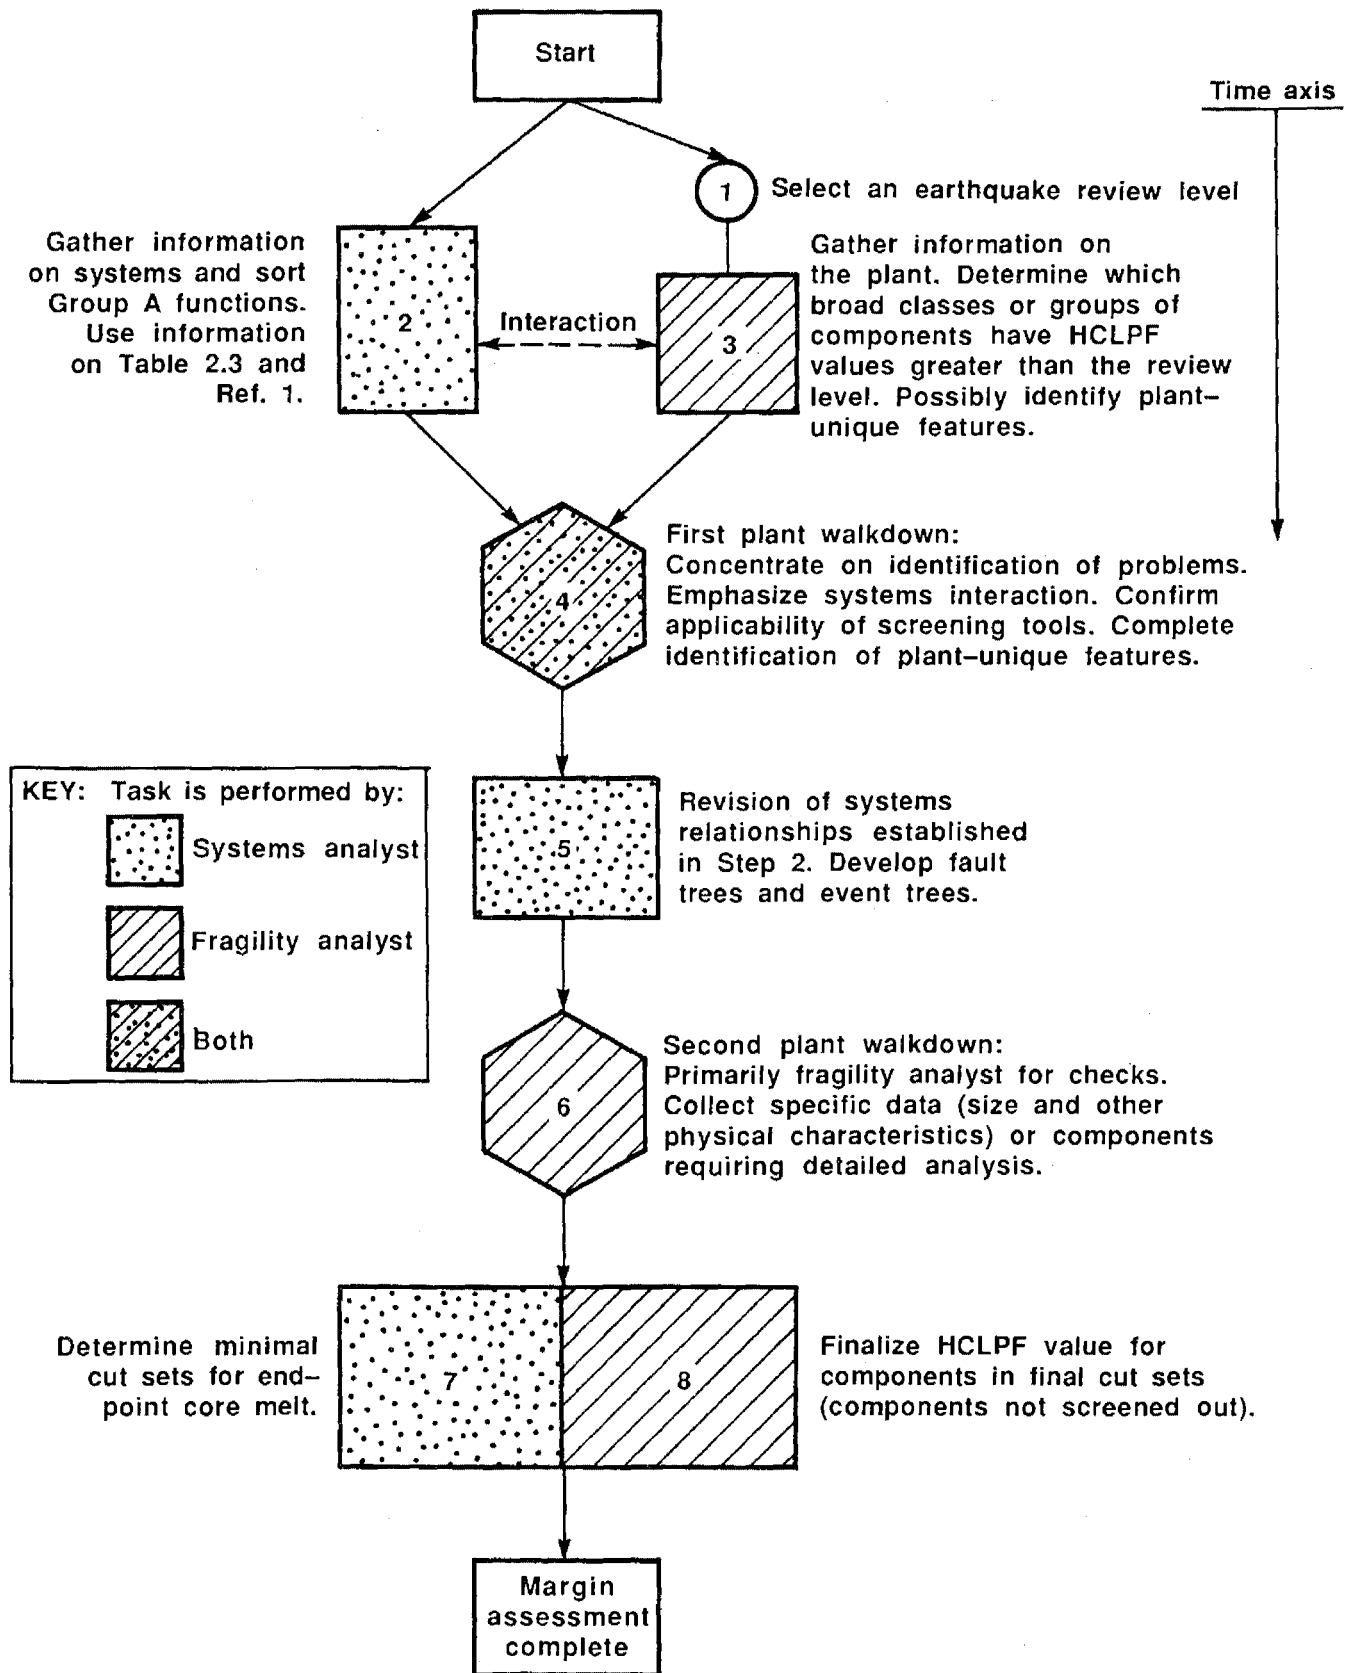 Start
Time axis
1
Select an earthquake review level
Gather information
on systems and sort
Group A functions.
Use information
on Table 2.3 and
Ref. 1.
2
Interaction
3
Gather information on
the plant. Determine which
broad classes or groups of
components have HCLPF
values greater than the review
level. Possibly identify plant–
unique features.
4
First plant walkdown:
Concentrate on identification of problems.
Emphasize systems interaction. Confirm
applicability of screening tools. Complete
identification of plant–unique features.
KEY: Task is performed by:
Systems analyst
Fragility analyst
Both
5
Revision of systems
relationships established
in Step 2. Develop fault
trees and event trees.
6
Second plant walkdown:
Primarily fragility analyst for checks.
Collect specific data (size and other
physical characteristics) or components
requiring detailed analysis.
Determine minimal
cut sets for end–
point core melt.
7
8
Finalize HCLPF value for
components in final cut sets
(components not screened out).
Margin
assessment
complete